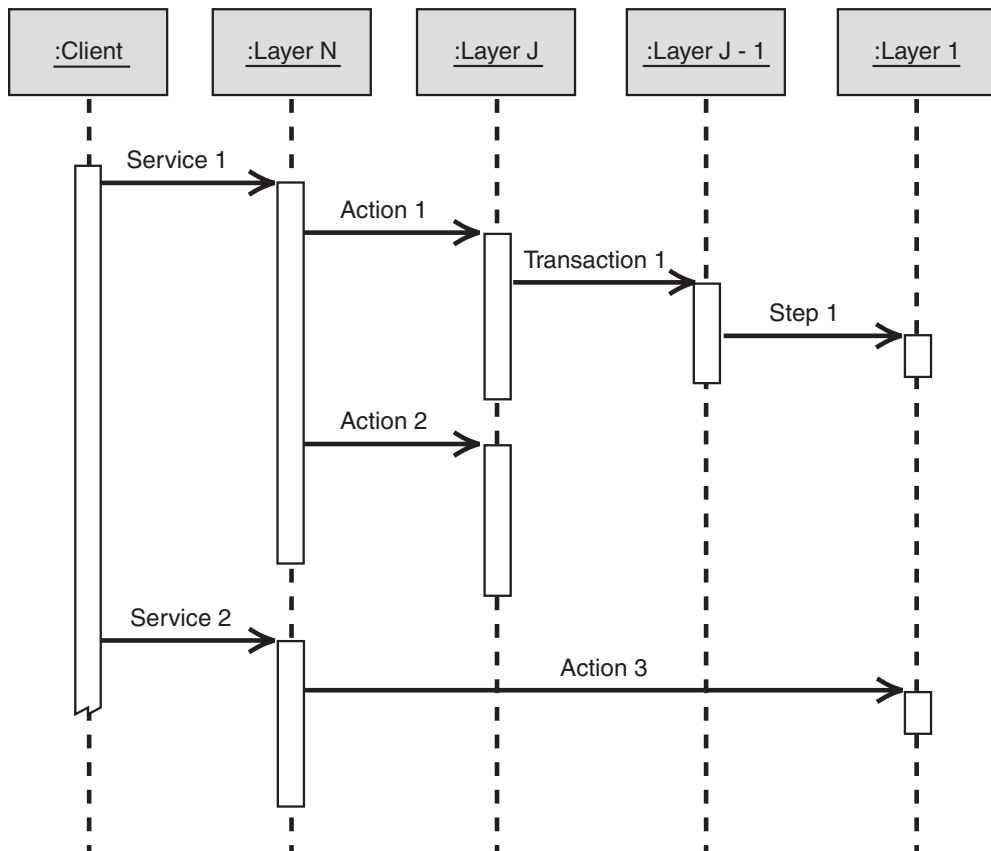 :Client
:Layer N
:Layer J
:Layer J - 1
:Layer 1
Service 1
Action 1
Transaction 1
Step 1
Action 2
Service 2
Action 3